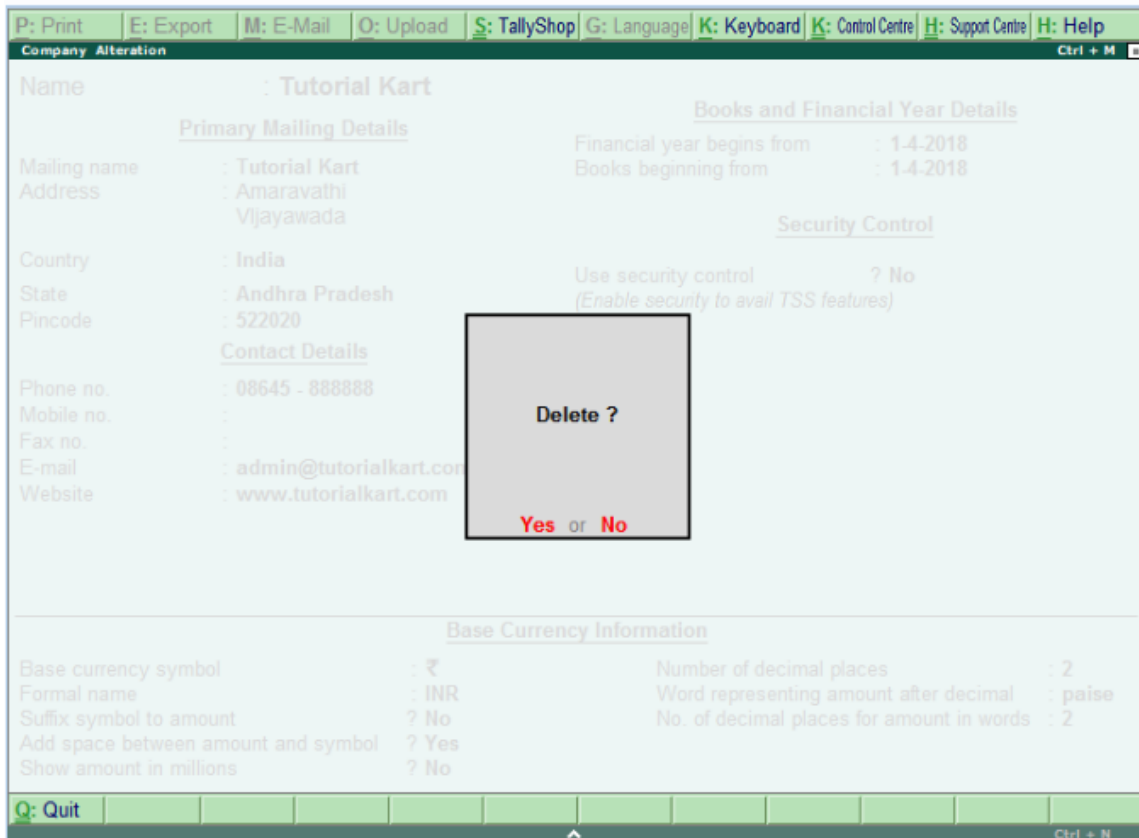 P: Print E: Export M: E-Mail O: Upload S: TallyShop G: Language K: Keyboard K: Control Centre H: Support Centre H: Help
Company Alteration Ctrl + M
Name : Tutorial Kart
Primary Mailing Details
Mailing name : Tutorial Kart
Address : Amaravathi
VIjayawada
Country : India
State : Andhra Pradesh
Pincode : 522020
Contact Details
Phone no. : 08645 - 888888
Mobile no. :
Fax no. :
E-mail : admin@tutorialkart.com
Website : www.tutorialkart.com
Books and Financial Year Details
Financial year begins from : 1-4-2018
Books beginning from : 1-4-2018
Security Control
Use security control ? No
(Enable security to avail TSS features)
Delete ?
Yes or No
Base Currency Information
Base currency symbol : ₹
Formal name : INR
Suffix symbol to amount ? No
Add space between amount and symbol ? Yes
Show amount in millions ? No
Number of decimal places : 2
Word representing amount after decimal : paise
No. of decimal places for amount in words : 2
Q: Quit
Ctrl + N